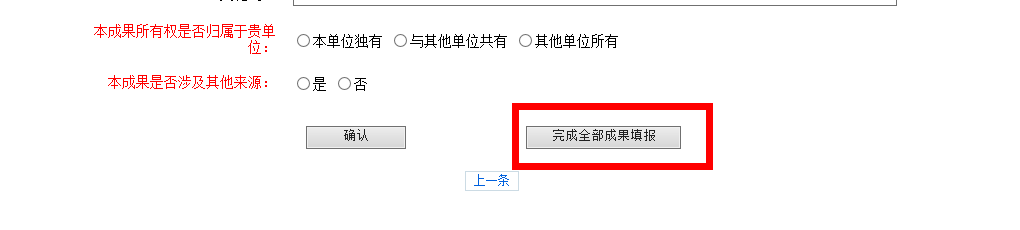 本成果所有权是否归属于贵单
位：
本单位独有 与其他单位共有 其他单位所有
本成果是否涉及其他来源：
是 否
确认 完成全部成果填报
上一条